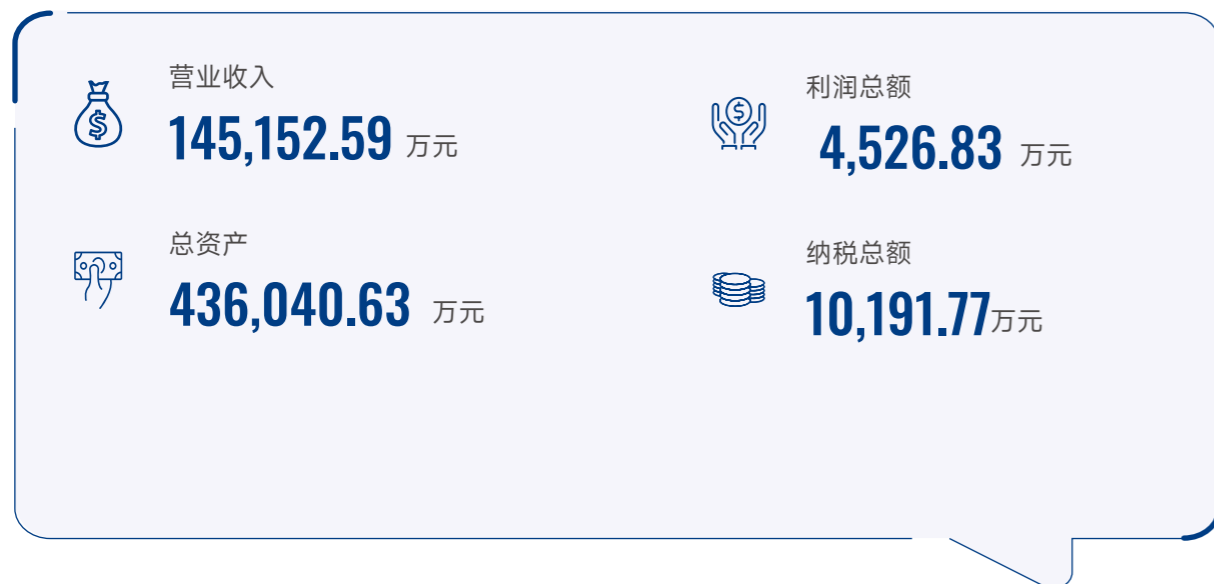 营业收入
145,152.59 万元
利润总额
4,526.83 万元
总资产
436,040.63 万元
纳税总额
10,191.77万元